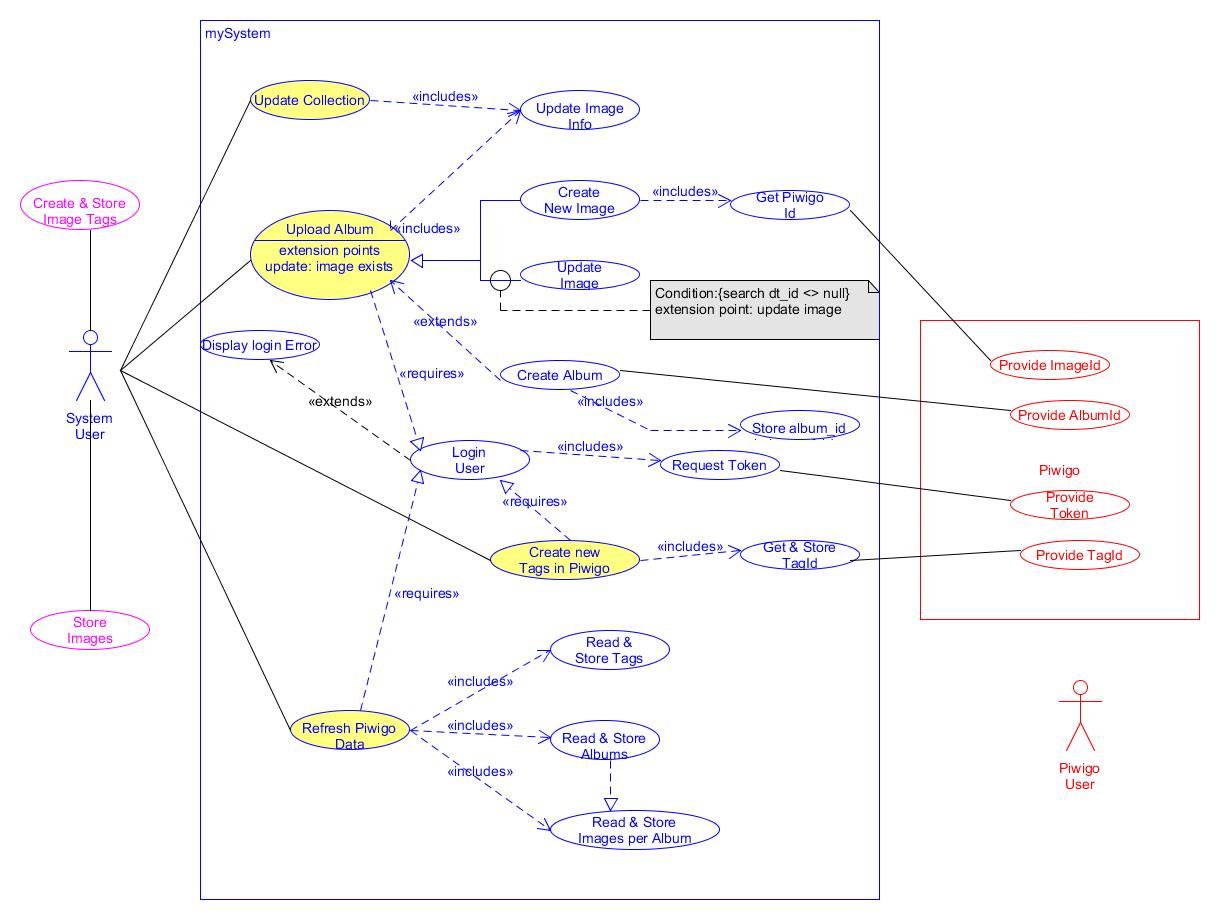 mySystem
Update Collection
«includes»
Update Image
Info
Create & Store
Image Tags
Create
New Image
«includes»
Get Piwigo
Id
Upload Album
extension points
update: image exists
«includes»
Update
Image
Condition:{search dt_id <> null}
extension point: update image
«extends»
Display login Error
Provide ImageId
«requires»
Create Album
«extends»
«includes»
Provide AlbumId
System
User
Store album_id
Login
User
«includes»
Request Token
Piwigo
«requires»
Provide
Token
Create new
Tags in Piwigo
«includes»
Get & Store
TagId
Provide TagId
«requires»
Store
Images
Read &
Store Tags
«includes»
Refresh Piwigo
Data
«includes»
Read & Store
Albums
«includes»
Piwigo
User
Read & Store
Images per Album